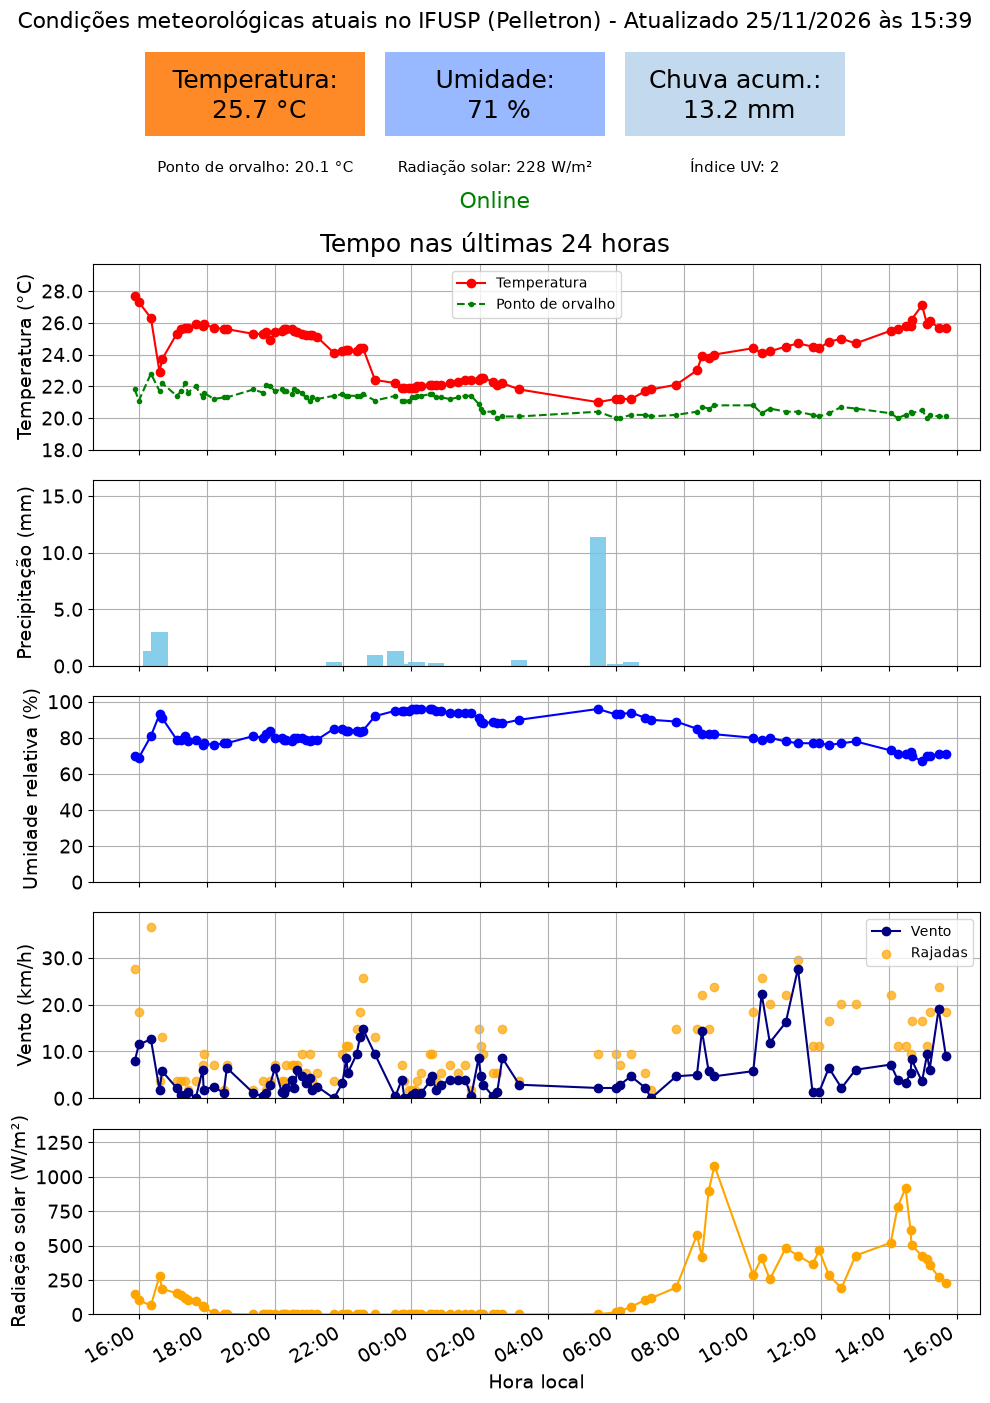 Condições meteorológicas atuais no IFUSP (Pelletron) - Atualizado 25/11/2026 às 15:39
Temperatura:
25.7 °C
Umidade:
71 %
Chuva acum.:
13.2 mm
Ponto de orvalho: 20.1 °C
Radiação solar: 228 W/m²
Índice UV: 2
Online
Tempo nas últimas 24 horas
Temperatura (°C)
28.0
26.0
24.0
22.0
20.0
18.0
Temperatura
Ponto de orvalho
Precipitação (mm)
15.0
10.0
5.0
0.0
Umidade relativa (%)
100
80
60
40
20
0
Vento (km/h)
30.0
20.0
10.0
0.0
Vento
Rajadas
Radiação solar (W/m²)
1250
1000
750
500
250
0
16:00
18:00
20:00
22:00
00:00
02:00
04:00
06:00
08:00
10:00
12:00
14:00
16:00
Hora local